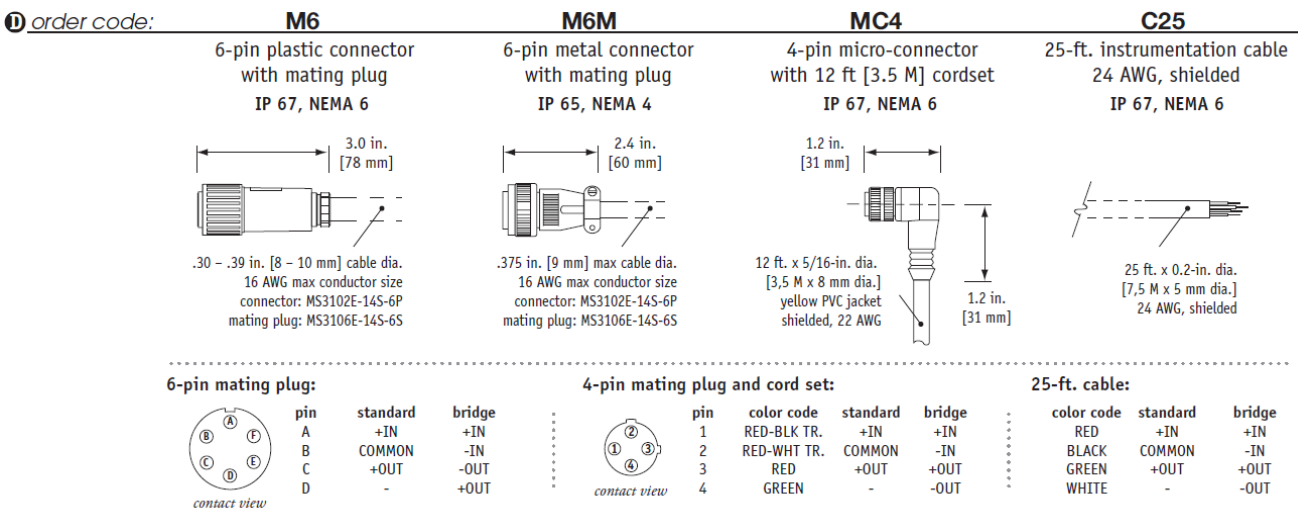 D order code: M6 M6M MC4 C25
6-pin plastic connector
with mating plug
IP 67, NEMA 6
6-pin metal connector
with mating plug
IP 65, NEMA 4
4-pin micro-connector
with 12 ft [3.5 M] cordset
IP 67, NEMA 6
25-ft. instrumentation cable
24 AWG, shielded
IP 67, NEMA 6
3.0 in.
[78 mm]
.30 – .39 in. [8 – 10 mm] cable dia.
16 AWG max conductor size
connector: MS3102E-14S-6P
mating plug: MS3106E-14S-6S
2.4 in.
[60 mm]
.375 in. [9 mm] max cable dia.
16 AWG max conductor size
connector: MS3102E-14S-6P
mating plug: MS3106E-14S-6S
1.2 in.
[31 mm]
12 ft. x 5/16-in. dia.
[3,5 M x 8 mm dia.]
yellow PVC jacket
shielded, 22 AWG
1.2 in.
[31 mm]
25 ft. x 0.2-in. dia.
[7,5 M x 5 mm dia.]
24 AWG, shielded
6-pin mating plug:
A
B F
C E
D
contact view
pin standard bridge
A +IN +IN
B COMMON -IN
C +OUT -OUT
D - +OUT
4-pin mating plug and cord set:
2
1 3
4
contact view
pin color code standard bridge
1 RED-BLK TR. +IN +IN
2 RED-WHT TR. COMMON -IN
3 RED +OUT +OUT
4 GREEN - -OUT
25-ft. cable:
color code standard bridge
RED +IN +IN
BLACK COMMON -IN
GREEN +OUT +OUT
WHITE - -OUT